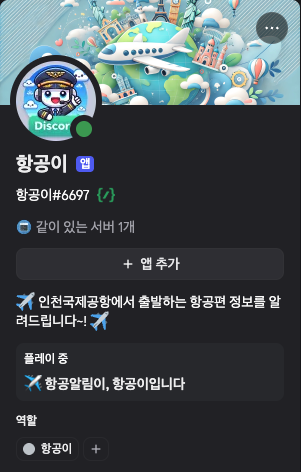 Discor
항공이 앱
항공이#6697 {/}
같이 있는 서버 1개
+ 앱 추가
✈️ 인천국제공항에서 출발하는 항공편 정보를 알
려드립니다~! ✈️
플레이 중
✈️ 항공알림이, 항공이입니다
역할
항공이 +